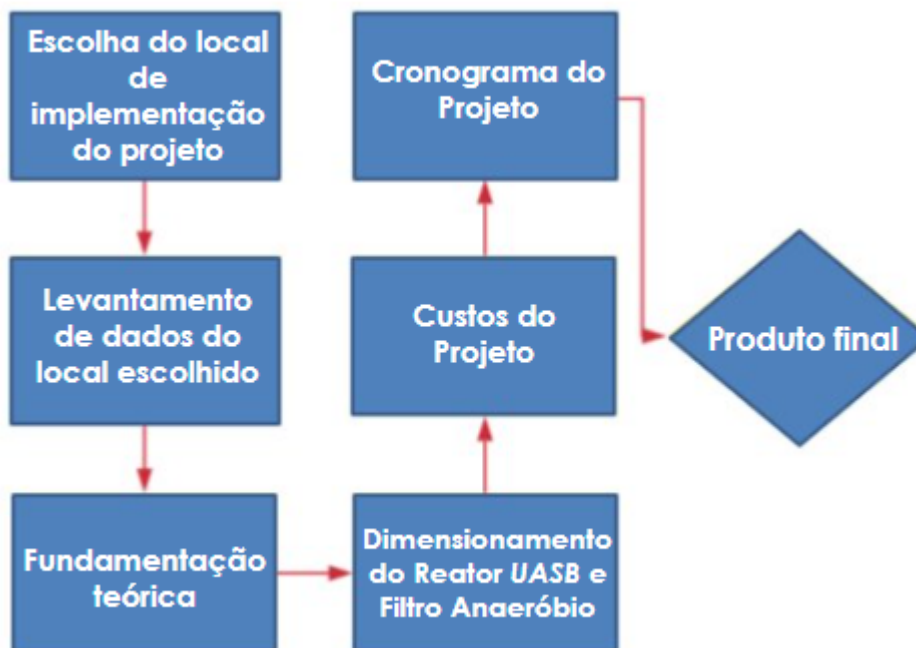 Escolha do local
de
implementação
do projeto
Levantamento
de dados do
local escolhido
Fundamentação
teórica
Dimensionamento
do Reator UASB e
Filtro Anaeróbio
Custos do
Projeto
Cronograma do
Projeto
Produto final